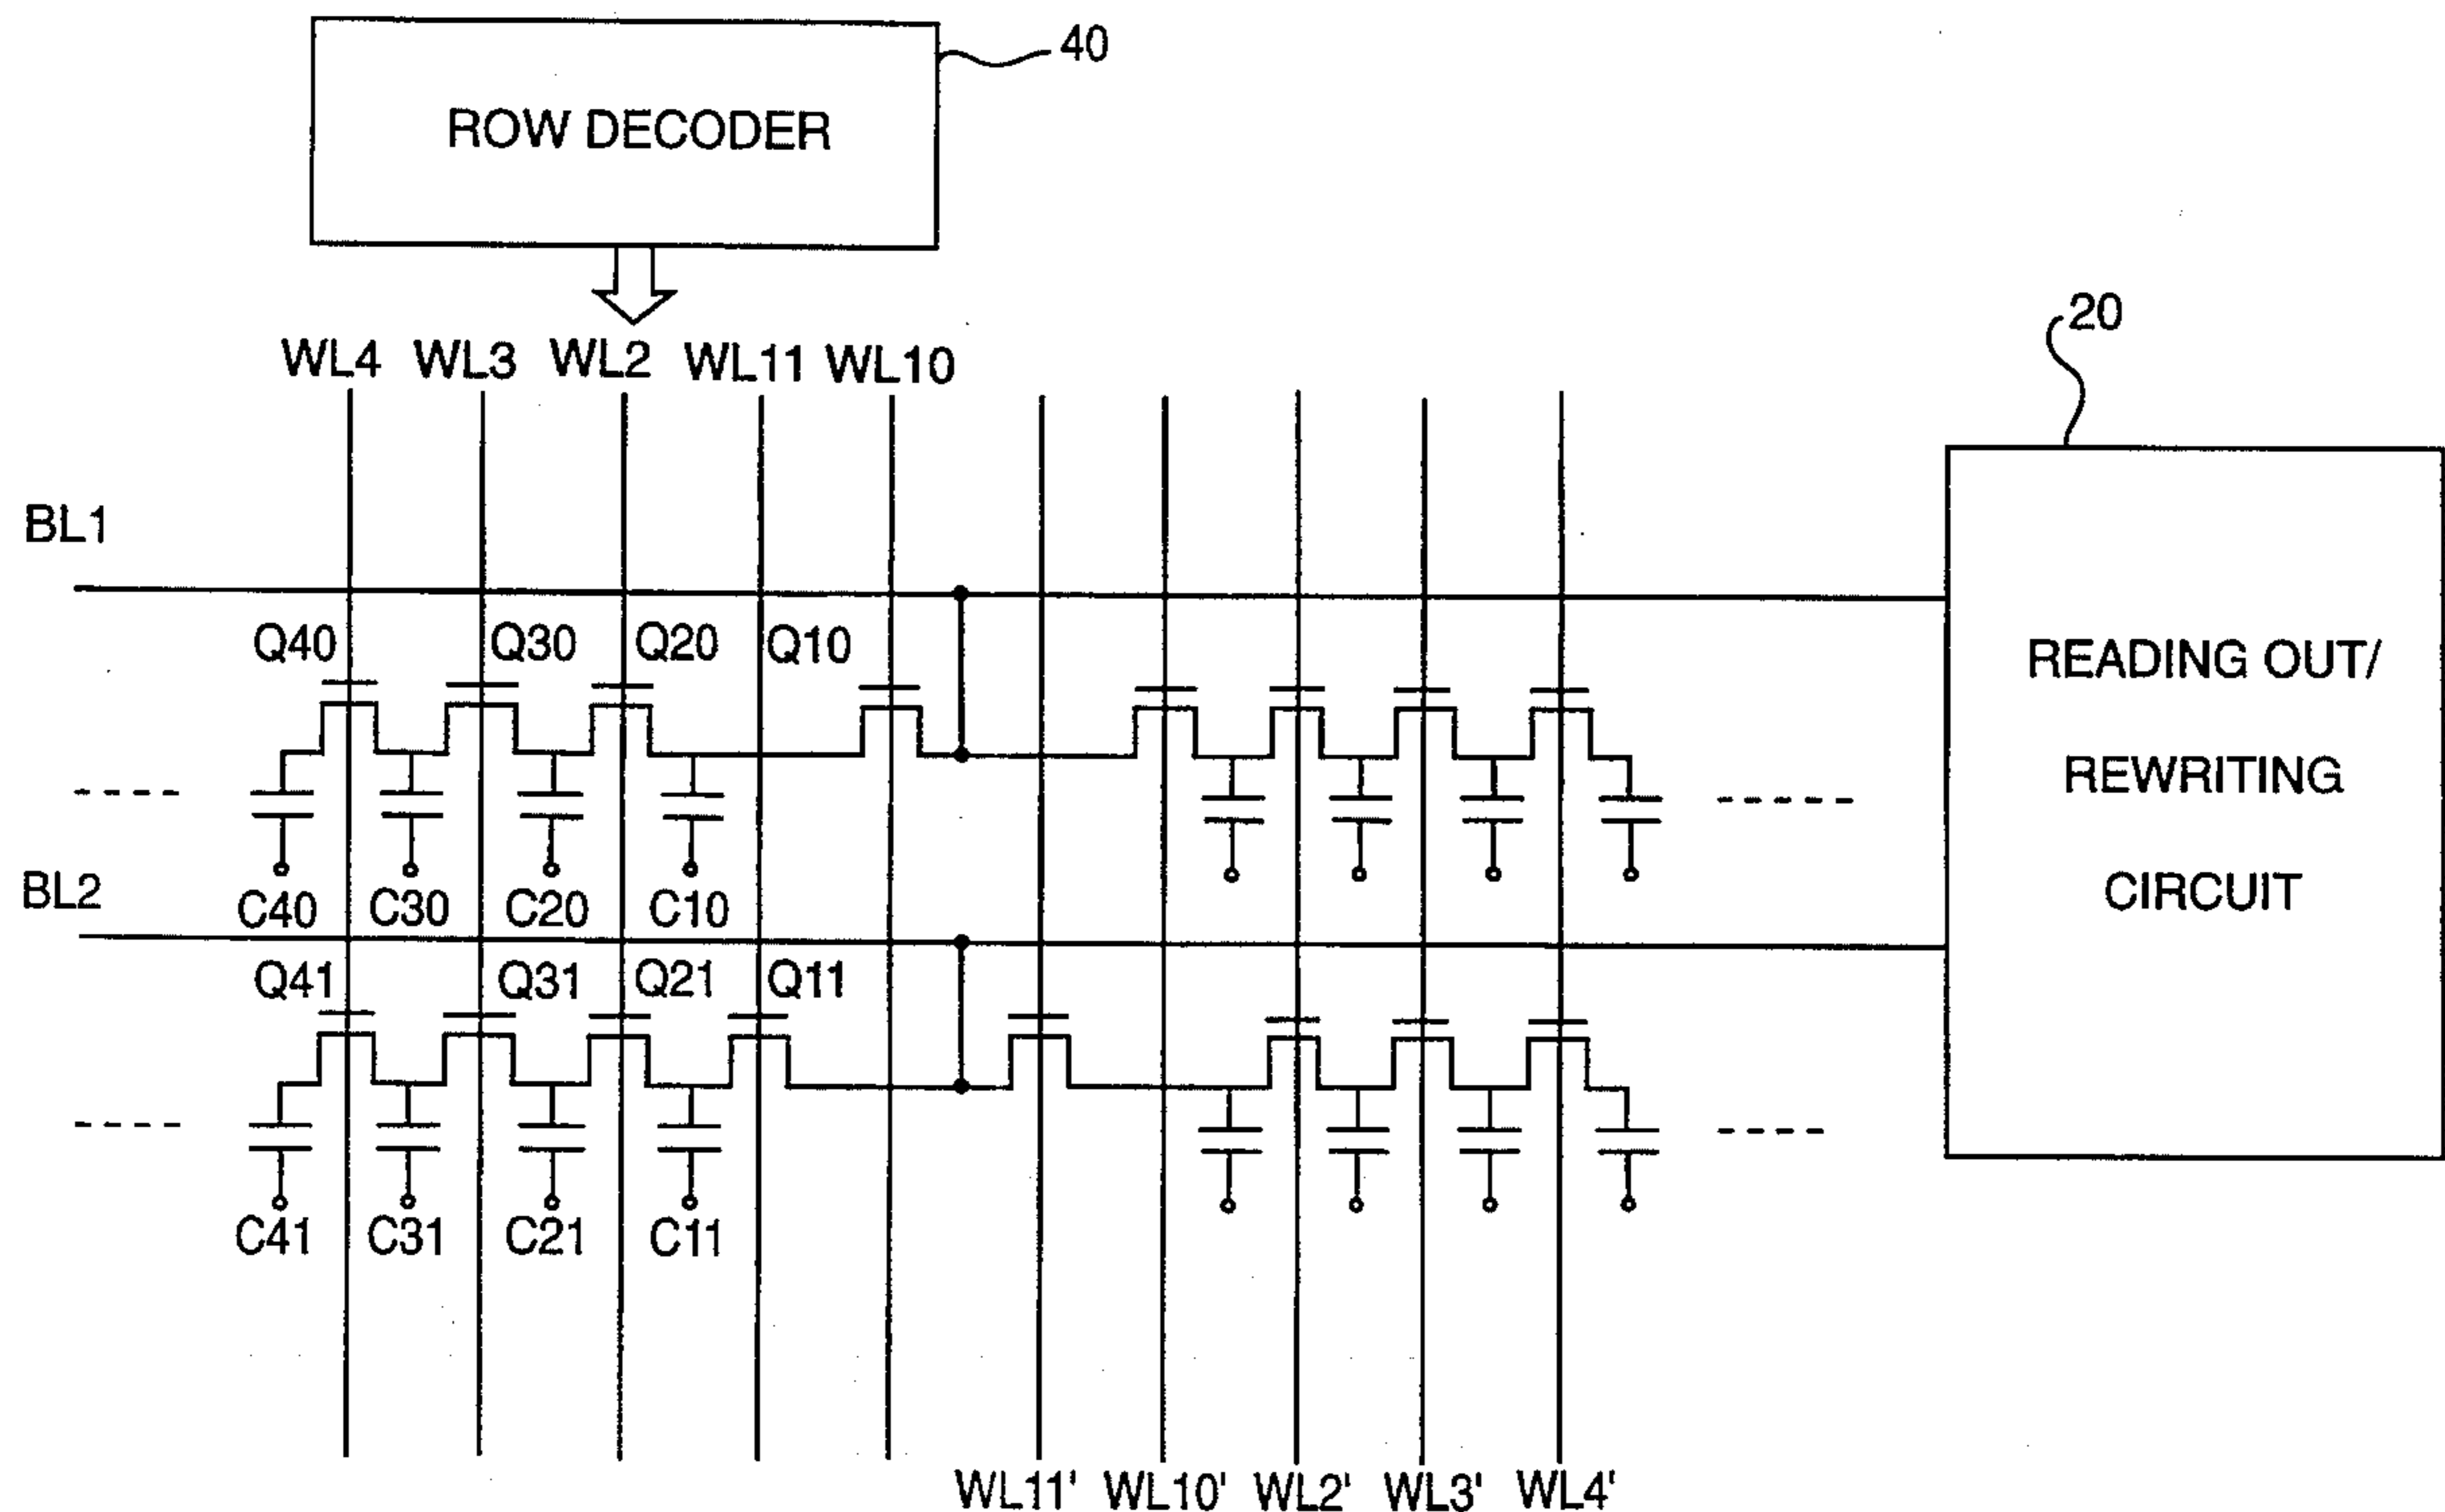 40
ROW DECODER
20
WL4 WL3 WL2 WL11 WL10
BL1
Q40 Q30 Q20 Q10
READING OUT/
REWRITING
CIRCUIT
BL2
C40 C30 C20 C10
Q41 Q31 Q21 Q11
C41 C31 C21 C11
WL11' WL10' WL2' WL3' WL4'